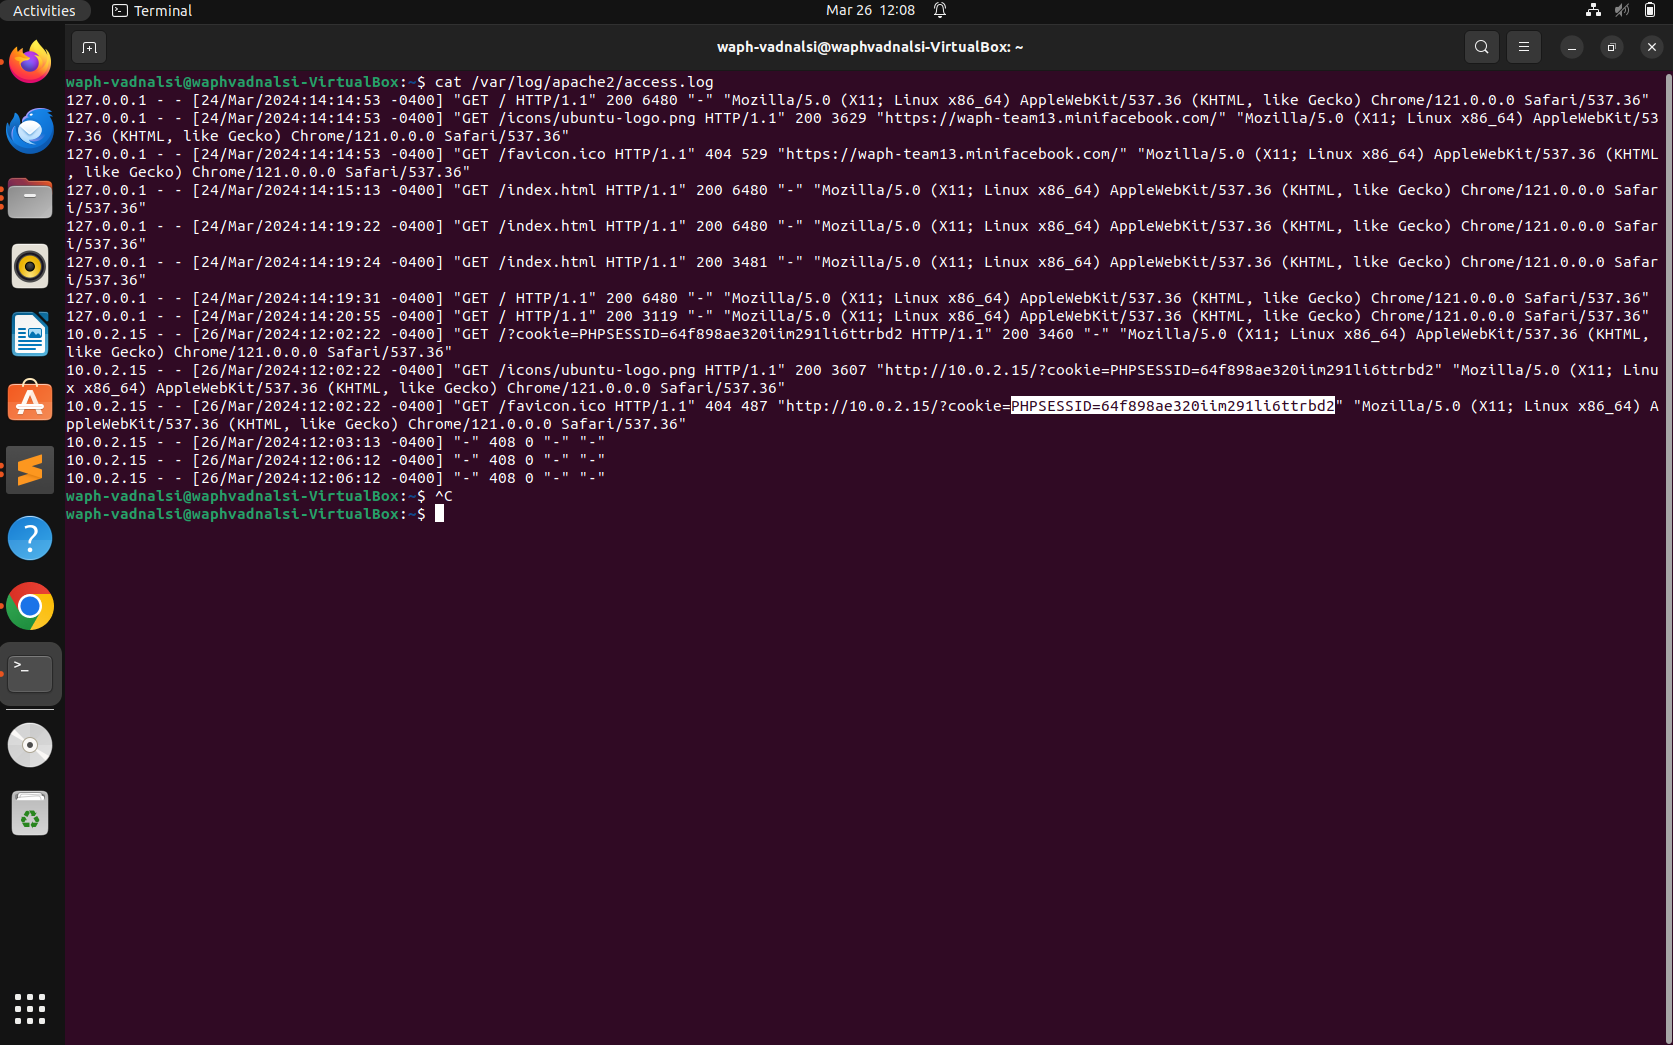 Activities
Terminal
Mar 26 12:08
waph-vadnalsi@waphvadnalsi-VirtualBox: ~
waph-vadnalsi@waphvadnalsi-VirtualBox:~$ cat /var/log/apache2/access.log
127.0.0.1 - - [24/Mar/2024:14:14:53 -0400] "GET / HTTP/1.1" 200 6480 "-" "Mozilla/5.0 (X11; Linux x86_64) AppleWebKit/537.36 (KHTML, like Gecko) Chrome/121.0.0.0 Safari/537.36"
127.0.0.1 - - [24/Mar/2024:14:14:53 -0400] "GET /icons/ubuntu-logo.png HTTP/1.1" 200 3629 "https://waph-team13.minifacebook.com/" "Mozilla/5.0 (X11; Linux x86_64) AppleWebKit/53
7.36 (KHTML, like Gecko) Chrome/121.0.0.0 Safari/537.36"
127.0.0.1 - - [24/Mar/2024:14:14:53 -0400] "GET /favicon.ico HTTP/1.1" 404 529 "https://waph-team13.minifacebook.com/" "Mozilla/5.0 (X11; Linux x86_64) AppleWebKit/537.36 (KHTML
, like Gecko) Chrome/121.0.0.0 Safari/537.36"
127.0.0.1 - - [24/Mar/2024:14:15:13 -0400] "GET /index.html HTTP/1.1" 200 6480 "-" "Mozilla/5.0 (X11; Linux x86_64) AppleWebKit/537.36 (KHTML, like Gecko) Chrome/121.0.0.0 Safar
i/537.36"
127.0.0.1 - - [24/Mar/2024:14:19:22 -0400] "GET /index.html HTTP/1.1" 200 6480 "-" "Mozilla/5.0 (X11; Linux x86_64) AppleWebKit/537.36 (KHTML, like Gecko) Chrome/121.0.0.0 Safar
i/537.36"
127.0.0.1 - - [24/Mar/2024:14:19:24 -0400] "GET /index.html HTTP/1.1" 200 3481 "-" "Mozilla/5.0 (X11; Linux x86_64) AppleWebKit/537.36 (KHTML, like Gecko) Chrome/121.0.0.0 Safar
i/537.36"
127.0.0.1 - - [24/Mar/2024:14:19:31 -0400] "GET / HTTP/1.1" 200 6480 "-" "Mozilla/5.0 (X11; Linux x86_64) AppleWebKit/537.36 (KHTML, like Gecko) Chrome/121.0.0.0 Safari/537.36"
127.0.0.1 - - [24/Mar/2024:14:20:55 -0400] "GET / HTTP/1.1" 200 3119 "-" "Mozilla/5.0 (X11; Linux x86_64) AppleWebKit/537.36 (KHTML, like Gecko) Chrome/121.0.0.0 Safari/537.36"
10.0.2.15 - - [26/Mar/2024:12:02:22 -0400] "GET /?cookie=PHPSESSID=64f898ae320iim291li6ttrbd2 HTTP/1.1" 200 3460 "-" "Mozilla/5.0 (X11; Linux x86_64) AppleWebKit/537.36 (KHTML,
like Gecko) Chrome/121.0.0.0 Safari/537.36"
10.0.2.15 - - [26/Mar/2024:12:02:22 -0400] "GET /icons/ubuntu-logo.png HTTP/1.1" 200 3607 "http://10.0.2.15/?cookie=PHPSESSID=64f898ae320iim291li6ttrbd2" "Mozilla/5.0 (X11; Linu
x x86_64) AppleWebKit/537.36 (KHTML, like Gecko) Chrome/121.0.0.0 Safari/537.36"
10.0.2.15 - - [26/Mar/2024:12:02:22 -0400] "GET /favicon.ico HTTP/1.1" 404 487 "http://10.0.2.15/?cookie=PHPSESSID=64f898ae320iim291li6ttrbd2" "Mozilla/5.0 (X11; Linux x86_64) A
ppleWebKit/537.36 (KHTML, like Gecko) Chrome/121.0.0.0 Safari/537.36"
10.0.2.15 - - [26/Mar/2024:12:03:13 -0400] "-" 408 0 "-" "-"
10.0.2.15 - - [26/Mar/2024:12:06:12 -0400] "-" 408 0 "-" "-"
10.0.2.15 - - [26/Mar/2024:12:06:12 -0400] "-" 408 0 "-" "-"
waph-vadnalsi@waphvadnalsi-VirtualBox:~$ ^C
waph-vadnalsi@waphvadnalsi-VirtualBox:~$